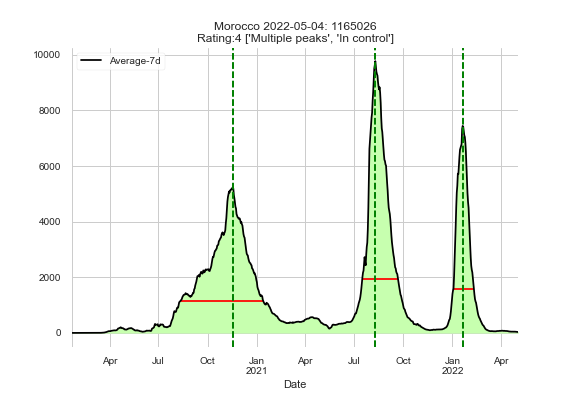 Morocco 2022-05-04: 1165026
Rating:4 ['Multiple peaks', 'In control']
Average-7d
10000
8000
6000
4000
2000
0
Apr Jul Oct Jan Apr Jul Oct Jan Apr
2021 2022
Date